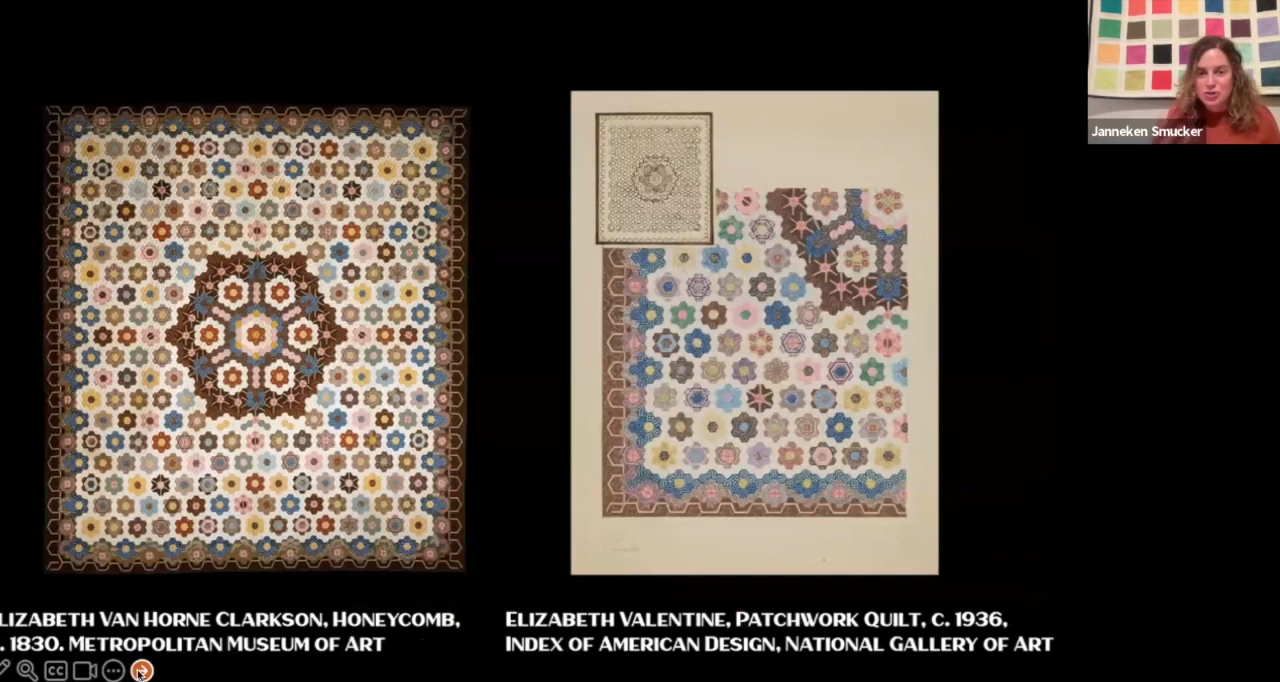 Janneken Smucker
LIZABETH VAN HORNE CLARKSON, HONEYCOMB,
. 1830. METROPOLITAN MUSEUM OF ART
ELIZABETH VALENTINE, PATCHWORK QUILT, C. 1936,
INDEX OF AMERICAN DESIGN, NATIONAL GALLERY OF ART
CC